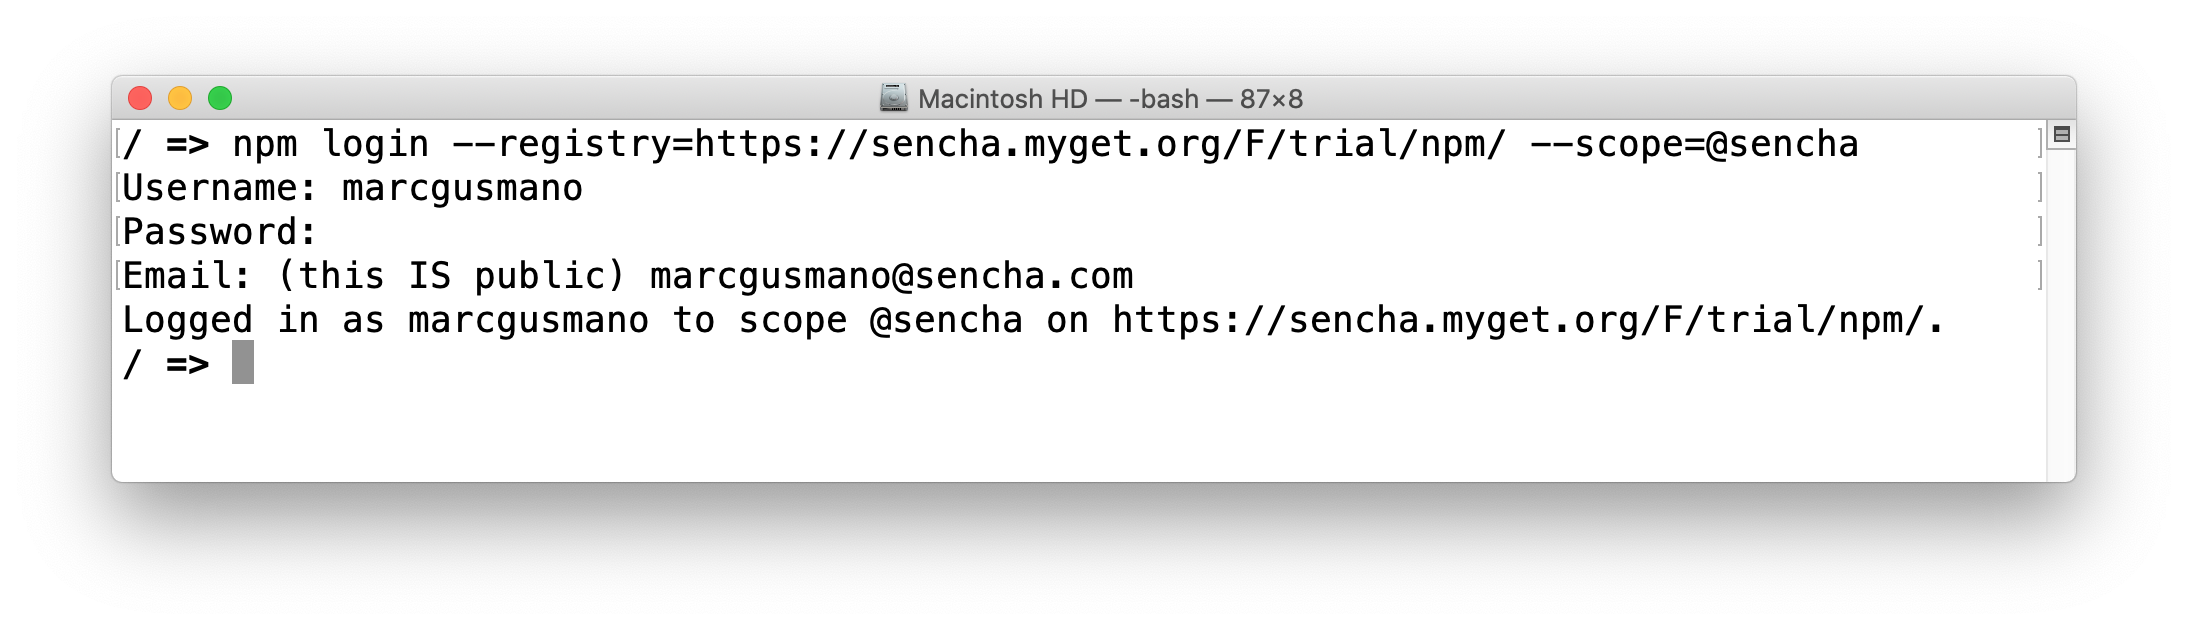 Macintosh HD — -bash — 87×8
/ => npm login --registry=https://sencha.myget.org/F/trial/npm/ --scope=@sencha
Username: marcgusmano
Password:
Email: (this IS public) marcgusmano@sencha.com
Logged in as marcgusmano to scope @sencha on https://sencha.myget.org/F/trial/npm/.
/ =>